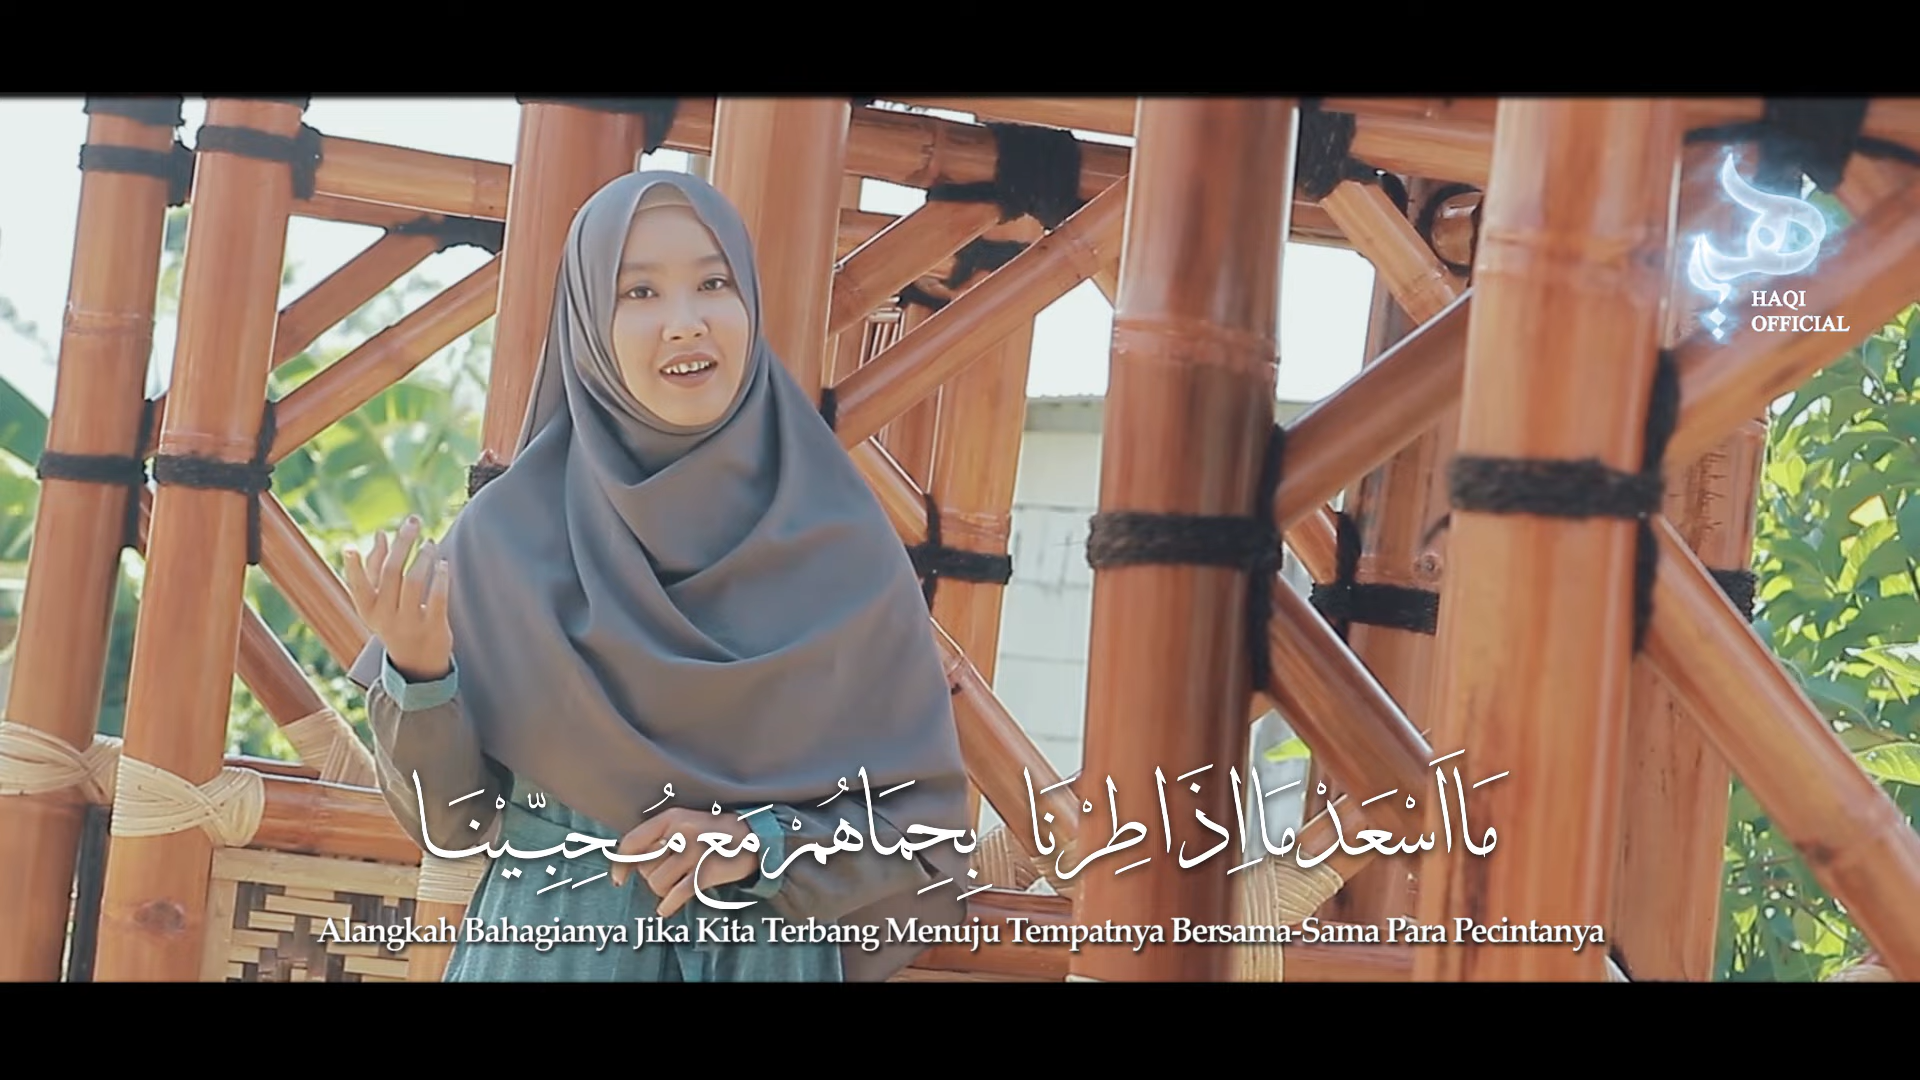 HAQI
OFFICIAL
مَا اَسْعَدْ مَا اِذَا طِرْنَا بِحِمَاهُمْ مَعْ مُحِبِّيْنَا
Alangkah Bahagianya Jika Kita Terbang Menuju Tempatnya Bersama-Sama Para Pecintanya